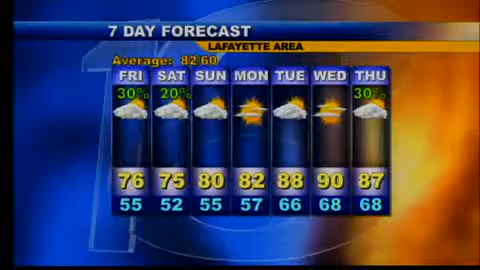 7 DAY FORECAST
LAFAYETTE AREA
Average: 82/60
FRI SAT SUN MON TUE WED THU
30% 20% 30%
76 75 80 82 88 90 87
55 52 55 57 66 68 68